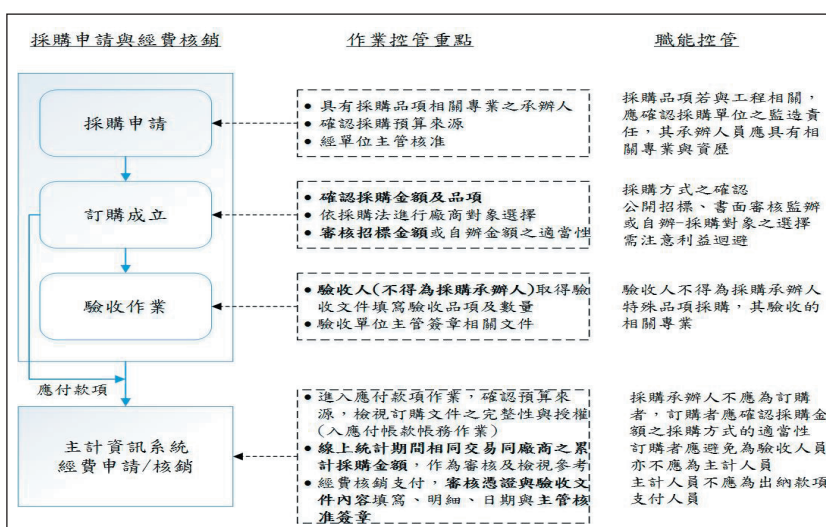 採購申請與經費核銷
作業控管重點
職能控管
採購申請
• 具有採購品項相關專業之承辦人
• 確認採購預算來源
• 經單位主管核准
採購品項若與工程相關，
應確認採購單位之監造責
任，其承辦人員應具有相
關專業與資歷
訂購成立
• 確認採購金額及品項
• 依採購法進行廠商對象選擇
• 審核招標金額或自辦金額之適當性
採購方式之確認
公開招標、書面審核監辦
或自辦-採購對象之選擇
需注意利益迴避
驗收作業
• 驗收人(不得為採購承辦人)取得驗
收文件填寫驗收品項及數量
• 驗收單位主管簽章相關文件
驗收人不得為採購承辦人
特殊品項採購，其驗收的
相關專業
應付款項
主計資訊系統
經費申請/核銷
• 進入應付款項作業，確認預算來
源，檢視訂購文件之完整性與授權
(入應付帳款帳務作業)
• 線上統計期間相同交易同廠商之累
計採購金額，作為審核及檢視參考
• 經費核銷支付，審核憑證與驗收文
件內容填寫、明細、日期與主管核
准簽章
採購承辦人不應為訂購
者，訂購者應確認採購金
額之採購方式的適當性
訂購者應避免為驗收人員
亦不應為主計人員
主計人員不應為出納款項
支付人員